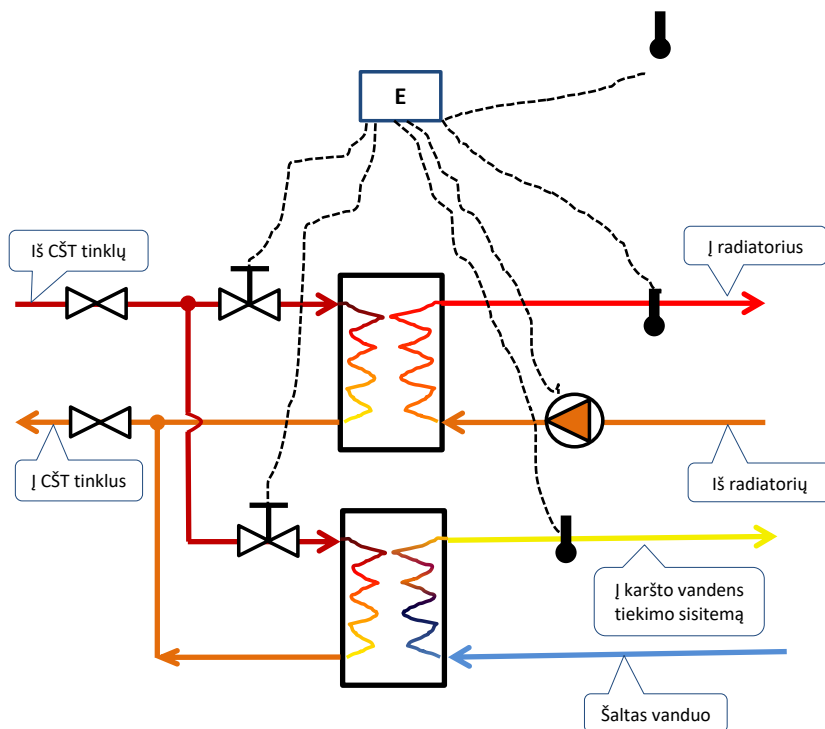 E
Iš CŠT tinklų
Į radiatorius
Į CŠT tinklus
Iš radiatorių
Į karšto vandens
tiekimo sisitemą
Šaltas vanduo